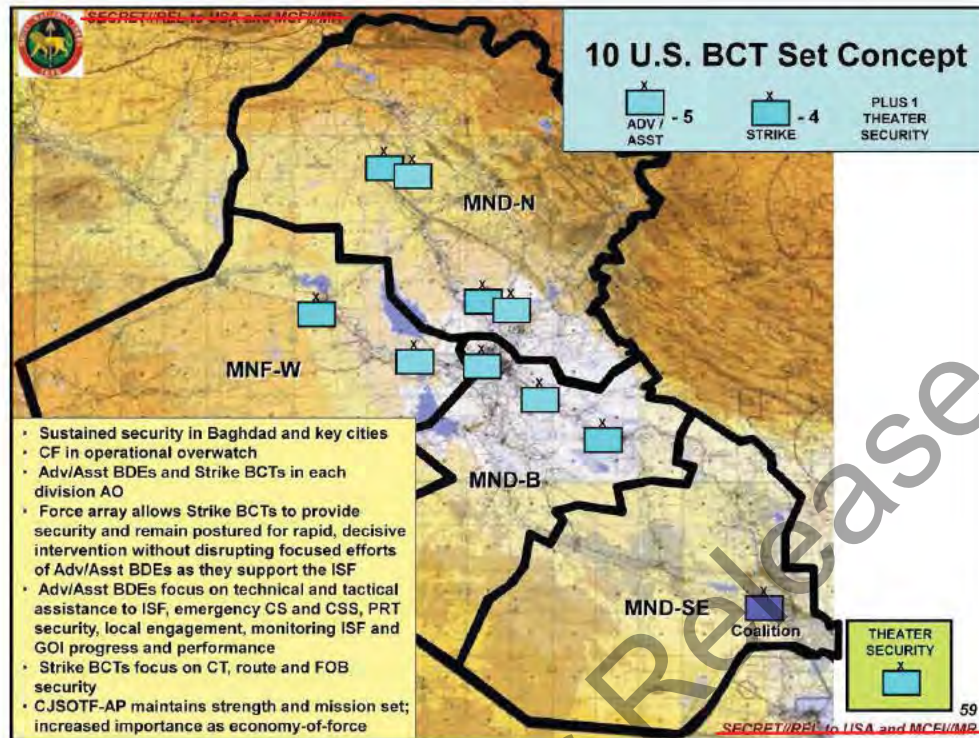 SECRET//REL to USA and MCFI//MR
10 U.S. BCT Set Concept
X
ADV / ASST - 5
X
STRIKE - 4
PLUS 1
THEATER
SECURITY
X X
MND-N
X X
X
X X
MNF-W
X
X
MND-B
• Sustained security in Baghdad and key cities
• CF in operational overwatch
• Adv/Asst BDEs and Strike BCTs in each
division AO
• Force array allows Strike BCTs to provide
security and remain postured for rapid, decisive
intervention without disrupting focused efforts
of Adv/Asst BDEs as they support the ISF
• Adv/Asst BDEs focus on technical and tactical
assistance to ISF, emergency CS and CSS, PRT
security, local engagement, monitoring ISF and
GOI progress and performance
• Strike BCTs focus on CT, route and FOB
security
• CJSOTF-AP maintains strength and mission set;
increased importance as economy-of-force
MND-SE
X
Coalition
THEATER
SECURITY
X
59
SECRET//REL to USA and MCFI//MR
Release